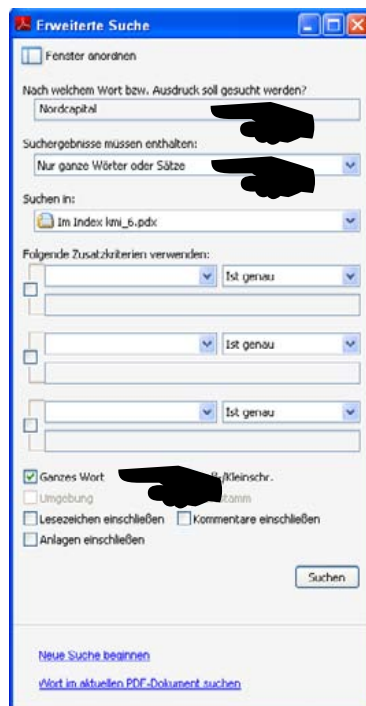 Erweiterte Suche
Fenster anordnen
Nach welchem Wort bzw. Ausdruck soll gesucht werden?
Nordcapital
Suchergebnisse müssen enthalten:
Nur ganze Wörter oder Sätze
Suchen in:
Im Index kmi_6.pdx
Folgende Zusatzkriterien verwenden:
Ist genau
Ist genau
Ist genau
Ganzes Wort /Kleinschr.
Umgebung
Lesezeichen einschließen Kommentare einschließen
Anlagen einschließen
Suchen
Neue Suche beginnen
Wort im aktuellen PDF-Dokument suchen